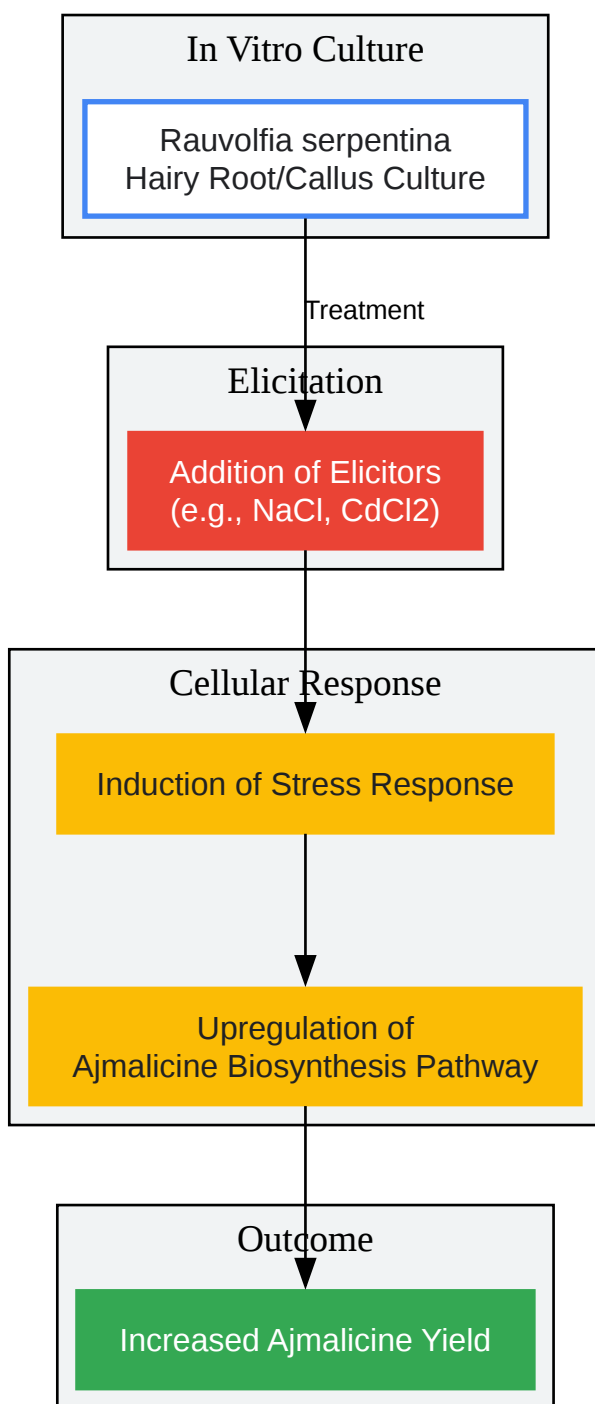 In Vitro Culture
Rauvolfia serpentina
Hairy Root/Callus Culture
Treatment
Elicitation
Addition of Elicitors
(e.g., NaCl, CdCl2)
Cellular Response
Induction of Stress Response
Upregulation of
Ajmalicine Biosynthesis Pathway
Outcome
Increased Ajmalicine Yield